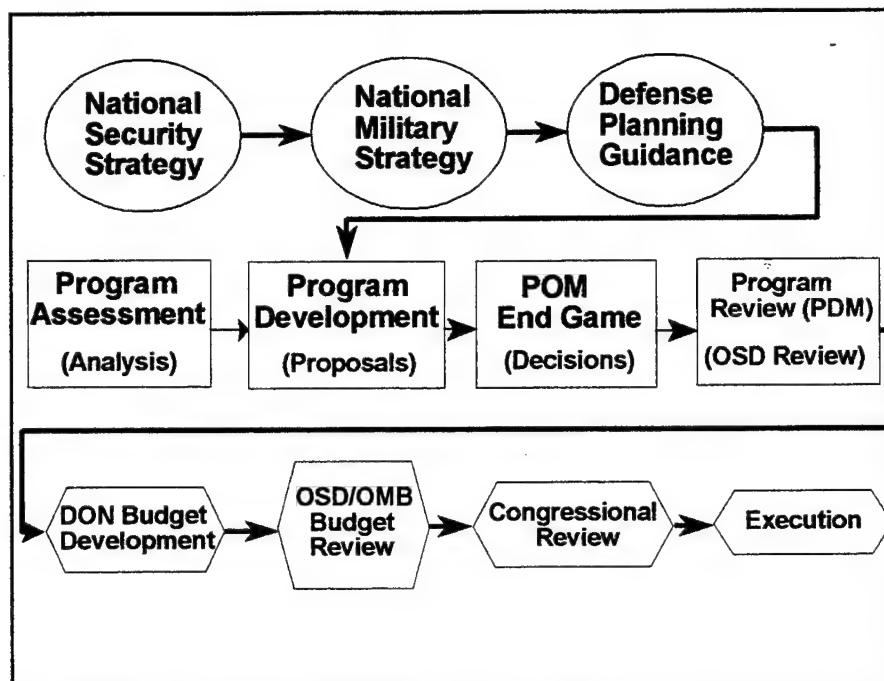 National
Security
Strategy
National
Military
Strategy
Defense
Planning
Guidance
Program
Assessment
(Analysis)
Program
Development
(Proposals)
POM
End Game
(Decisions)
Program
Review (PDM)
(OSD Review)
DON Budget
Development
OSD/OMB
Budget
Review
Congressional
Review
Execution